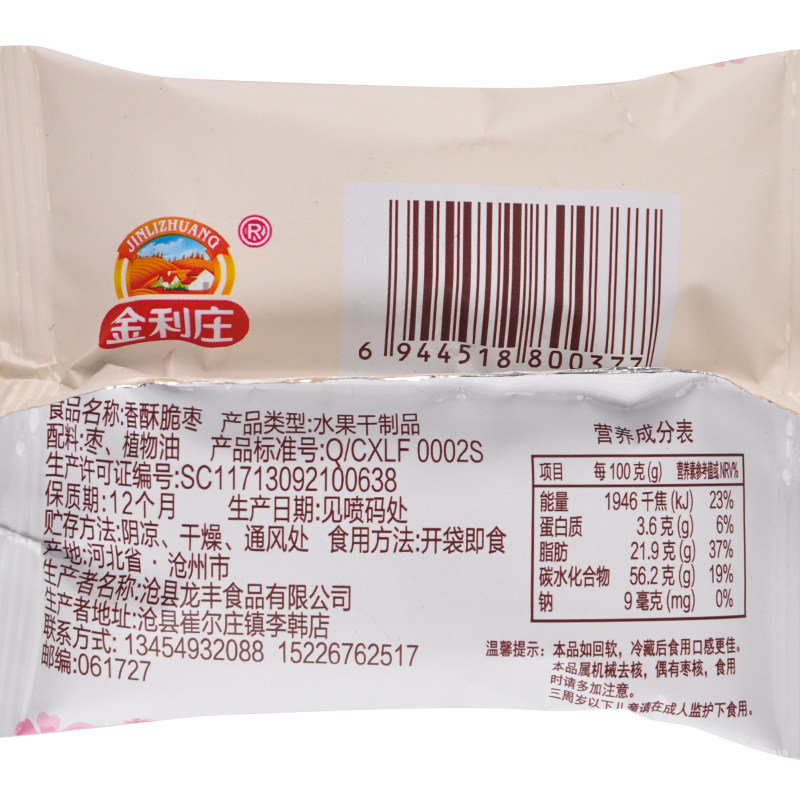 JINLIZHUANG
®
金利庄
6 944518 800377
食品名称:香酥脆枣 产品类型:水果干制品
配料:枣、植物油 产品标准号:Q/CXLF 0002S
生产许可证编号:SC11713092100638
保质期:12个月 生产日期:见喷码处
贮存方法:阴凉、干燥、通风处 食用方法:开袋即食
产地:河北省·沧州市
生产者名称:沧县龙丰食品有限公司
生产者地址:沧县崔尔庄镇李韩店
联系方式: 13454932088 15226762517
邮编:061727
营养成分表
项目 每100克(g) 营养素参考值或NRV%
能量 1946千焦(kJ) 23%
蛋白质 3.6克(g) 6%
脂肪 21.9克(g) 37%
碳水化合物 56.2克(g) 19%
钠 9毫克(mg) 0%
温馨提示: 本品如回软，冷藏后食用口感更佳。
本品属机械去核，偶有枣核，食用
时请多加注意。
三周岁以下儿童请在成人监护下食用。